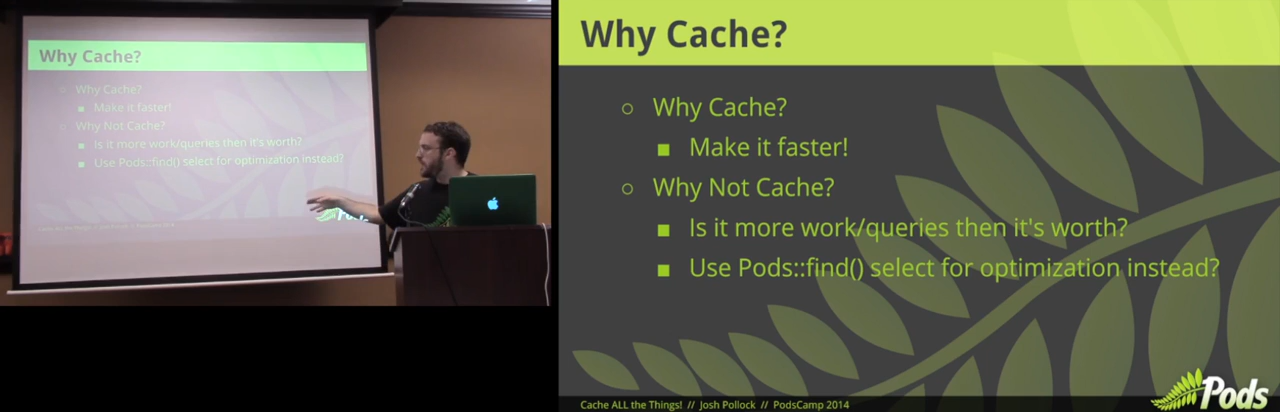 Why Cache?
Why Cache?
Make it faster!
Why Not Cache?
Is it more work/queries then it's worth?
Use Pods::find() select for optimization instead?
Pods
Why Cache?
Why Cache?
Make it faster!
Why Not Cache?
Is it more work/queries then it's worth?
Use Pods::find() select for optimization instead?
Cache ALL the Things! // Josh Pollock // PodsCamp 2014
Pods